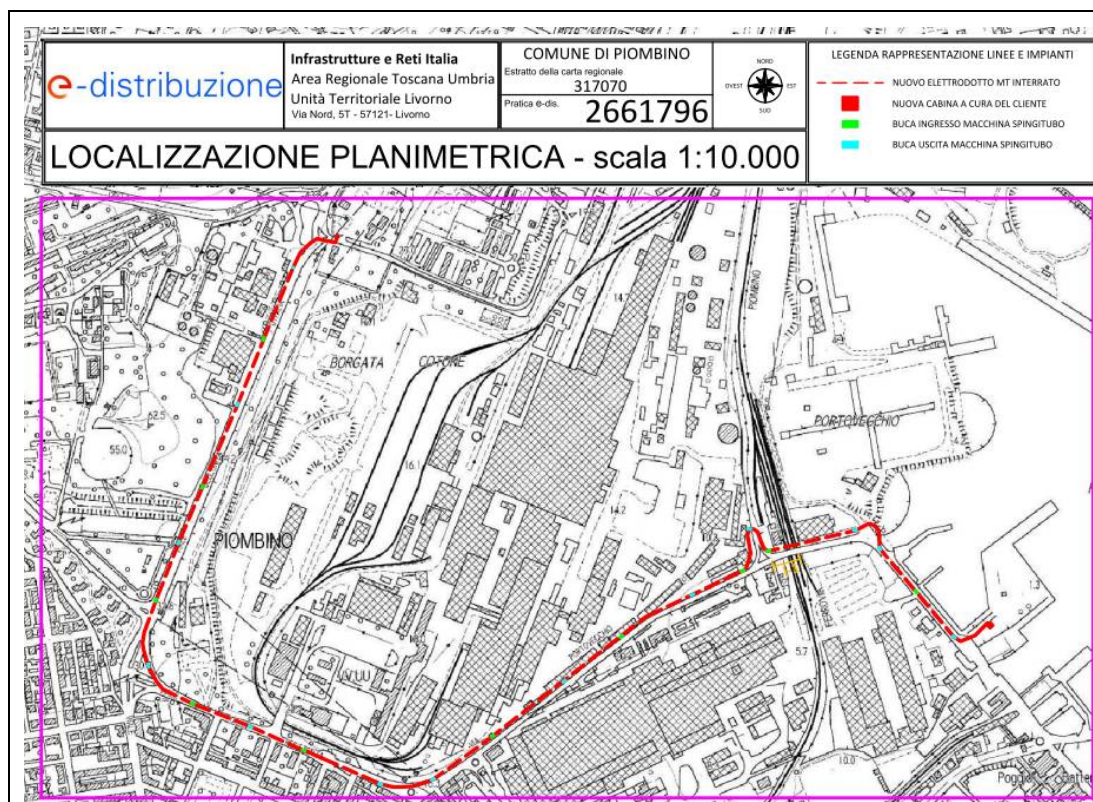 e-distribuzione
Infrastrutture e Reti Italia
Area Regionale Toscana Umbria
Unità Territoriale Livorno
Via Nord, 5T - 57121- Livorno
COMUNE DI PIOMBINO
Estratto della carta regionale
317070
Pratica e-dis.
2661796
NORD
OVEST
EST
SUD
LEGENDA RAPPRESENTAZIONE LINEE E IMPIANTI
NUOVO ELETTRODOTTO MT INTERRATO
NUOVA CABINA A CURA DEL CLIENTE
BUCA INGRESSO MACCHINA SPINGITUBO
BUCA USCITA MACCHINA SPINGITUBO
LOCALIZZAZIONE PLANIMETRICA - scala 1:10.000
PIOMBINO
14.7
BORGATA
COTONE
PORTOVECCHIO
62.5
55.0
16.1
14.2
PIOMBINO
5.7
10.0
Poggio